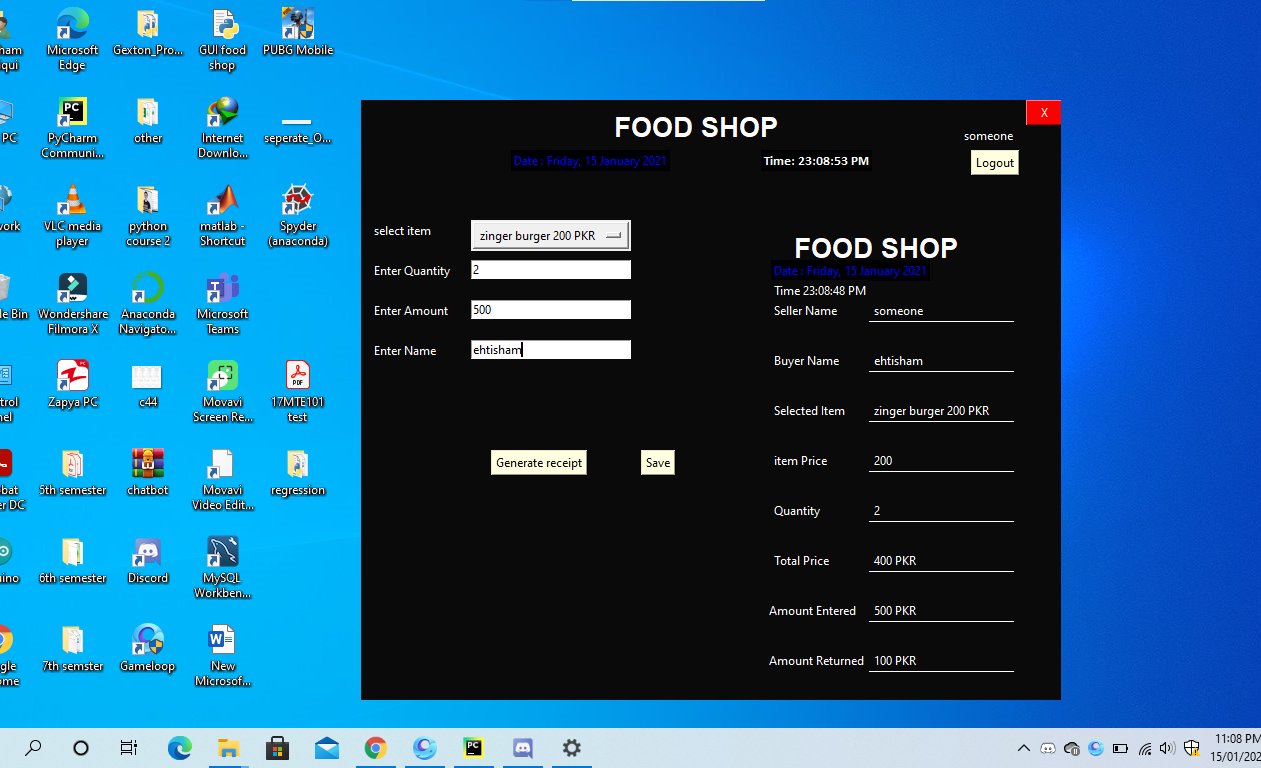 ham
Microsoft
Edge
Gexton_Pro...
GUI food
shop
PUBG Mobile
qui
PC
PyCharm
Communi...
other
Internet
Downlo...
seperate_O...
work
VLC media
player
python
course 2
matlab -
Shortcut
Spyder
(anaconda)
le Bin
Wondershare
Filmora X
Anaconda
Navigato...
Microsoft
Teams
trol
nel
Zapya PC
c44
Movavi
Screen Re...
PDF
17MTE101
test
bat
er DC
5th semester
chatbot
Movavi
Video Edit...
regression
uino
6th semester
Discord
MySQL
Workben...
gle
ome
7th semster
Gameloop
New
Microsof...
FOOD SHOP
X
someone
Date : Friday, 15 January 2021
Time: 23:08:53 PM
Logout
select item
zinger burger 200 PKR
Enter Quantity
2
Enter Amount
500
Enter Name
ehtisham
Generate receipt
Save
FOOD SHOP
Date : Friday, 15 January 2021
Time 23:08:48 PM
Seller Name someone
Buyer Name ehtisham
Selected Item zinger burger 200 PKR
item Price 200
Quantity 2
Total Price 400 PKR
Amount Entered 500 PKR
Amount Returned 100 PKR
11:08 PM
15/01/202